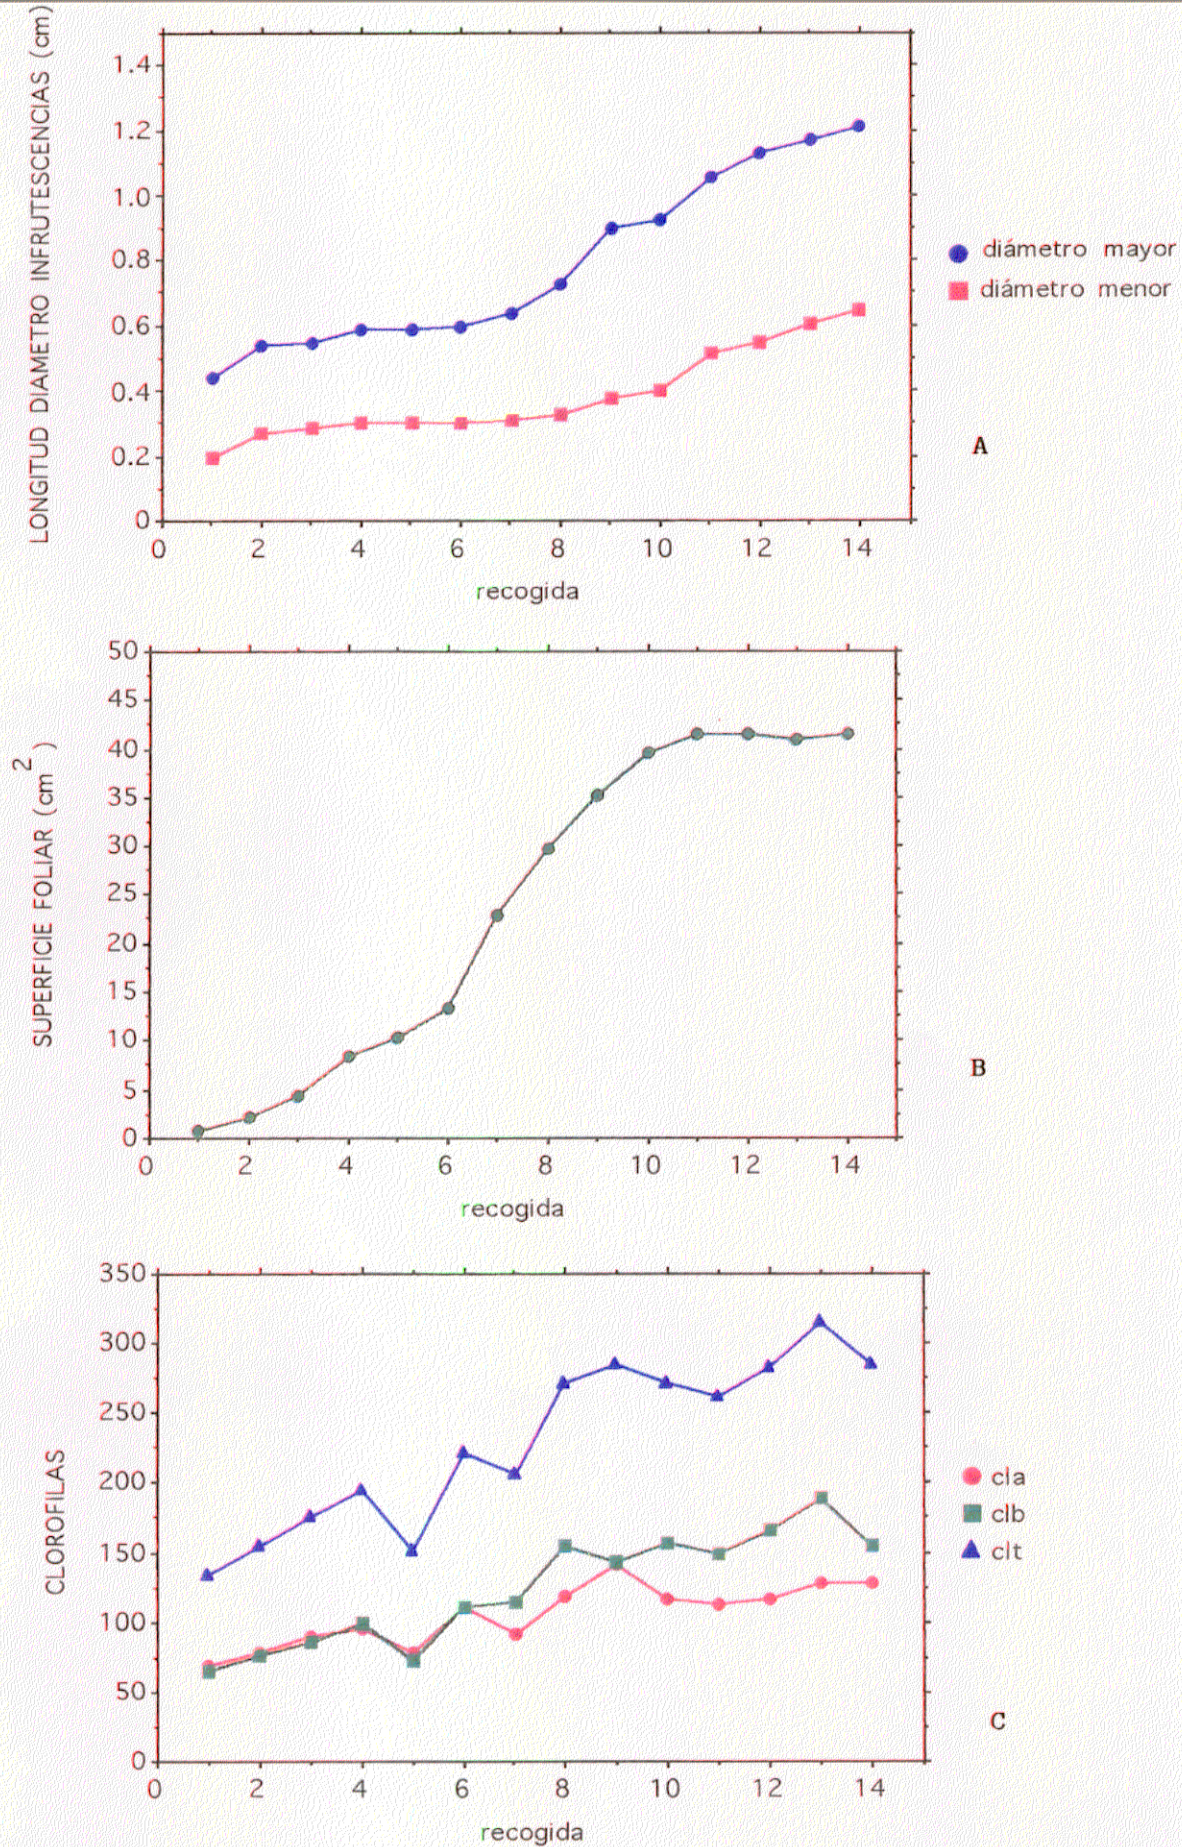 LONGITUD DIAMETRO INFRUTESCENCIAS (cm)
1.4
1.2
1.0
0.8
0.6
0.4
0.2
0
0 2 4 6 8 10 12 14
recogida
diámetro mayor
diámetro menor
A
SUPERFICIE FOLIAR (cm2)
50
45
40
35
30
25
20
15
10
5
0
0 2 4 6 8 10 12 14
recogida
B
CLOROFILAS
350
300
250
200
150
100
50
0
0 2 4 6 8 10 12 14
recogida
cla
clb
clt
C